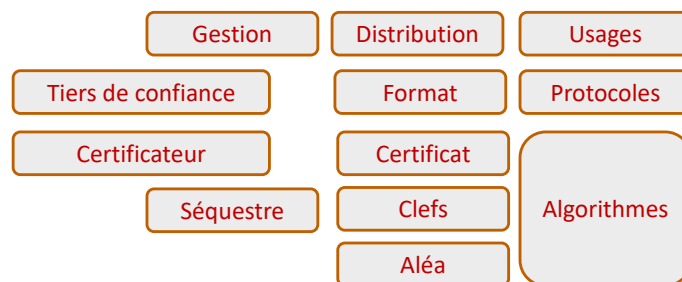 Gestion
Distribution
Usages
Tiers de confiance
Format
Protocoles
Certificateur
Certificat
Séquestre
Clefs
Algorithmes
Aléa